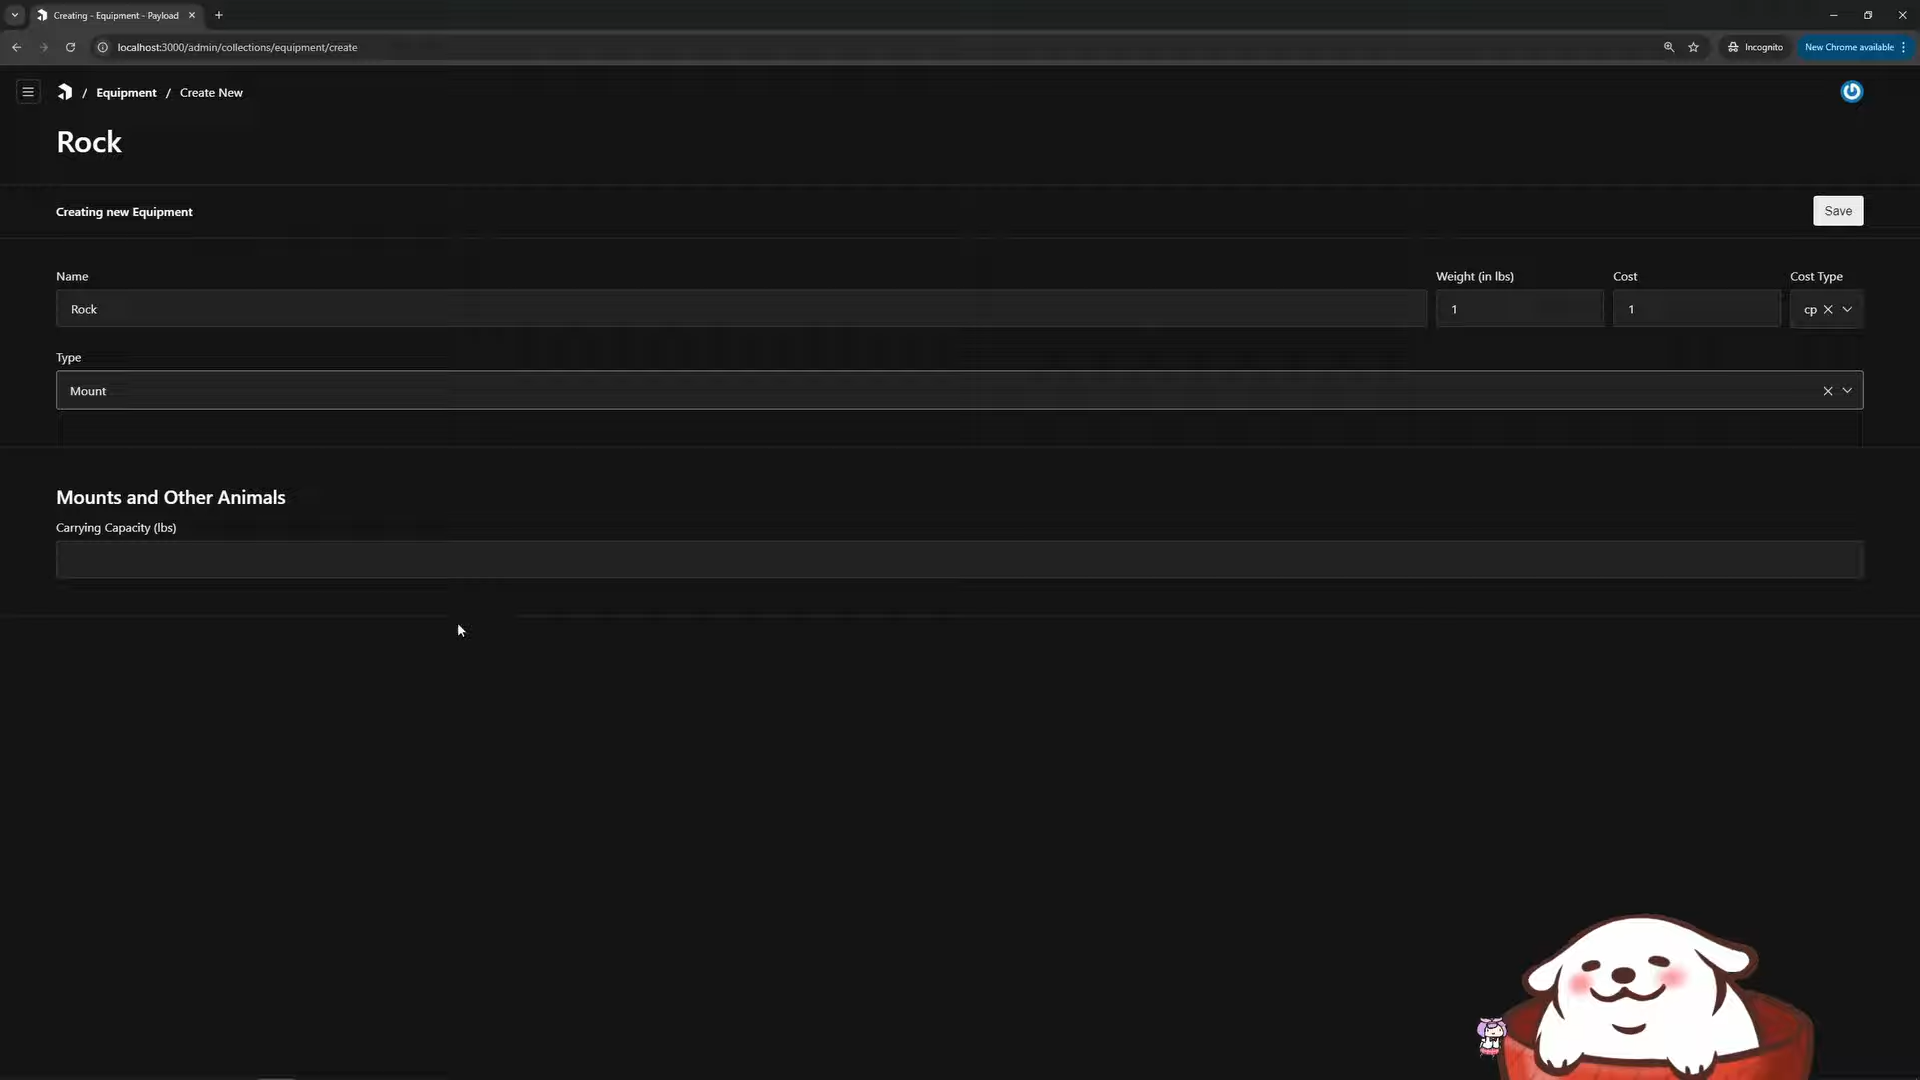 Creating - Equipment - Payload
localhost:3000/admin/collections/equipment/create
Incognito
New Chrome available
/ Equipment / Create New
Rock
Creating new Equipment
Save
Name
Weight (in lbs)
Cost
Cost Type
Rock
1
1
cp
Type
Mount
Mounts and Other Animals
Carrying Capacity (lbs)